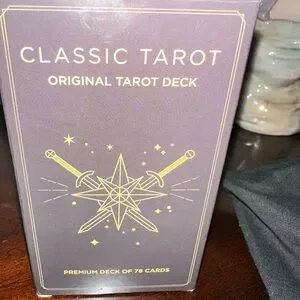 CLASSIC TAROT
ORIGINAL TAROT DECK
PREMIUM DECK OF 78 CARDS